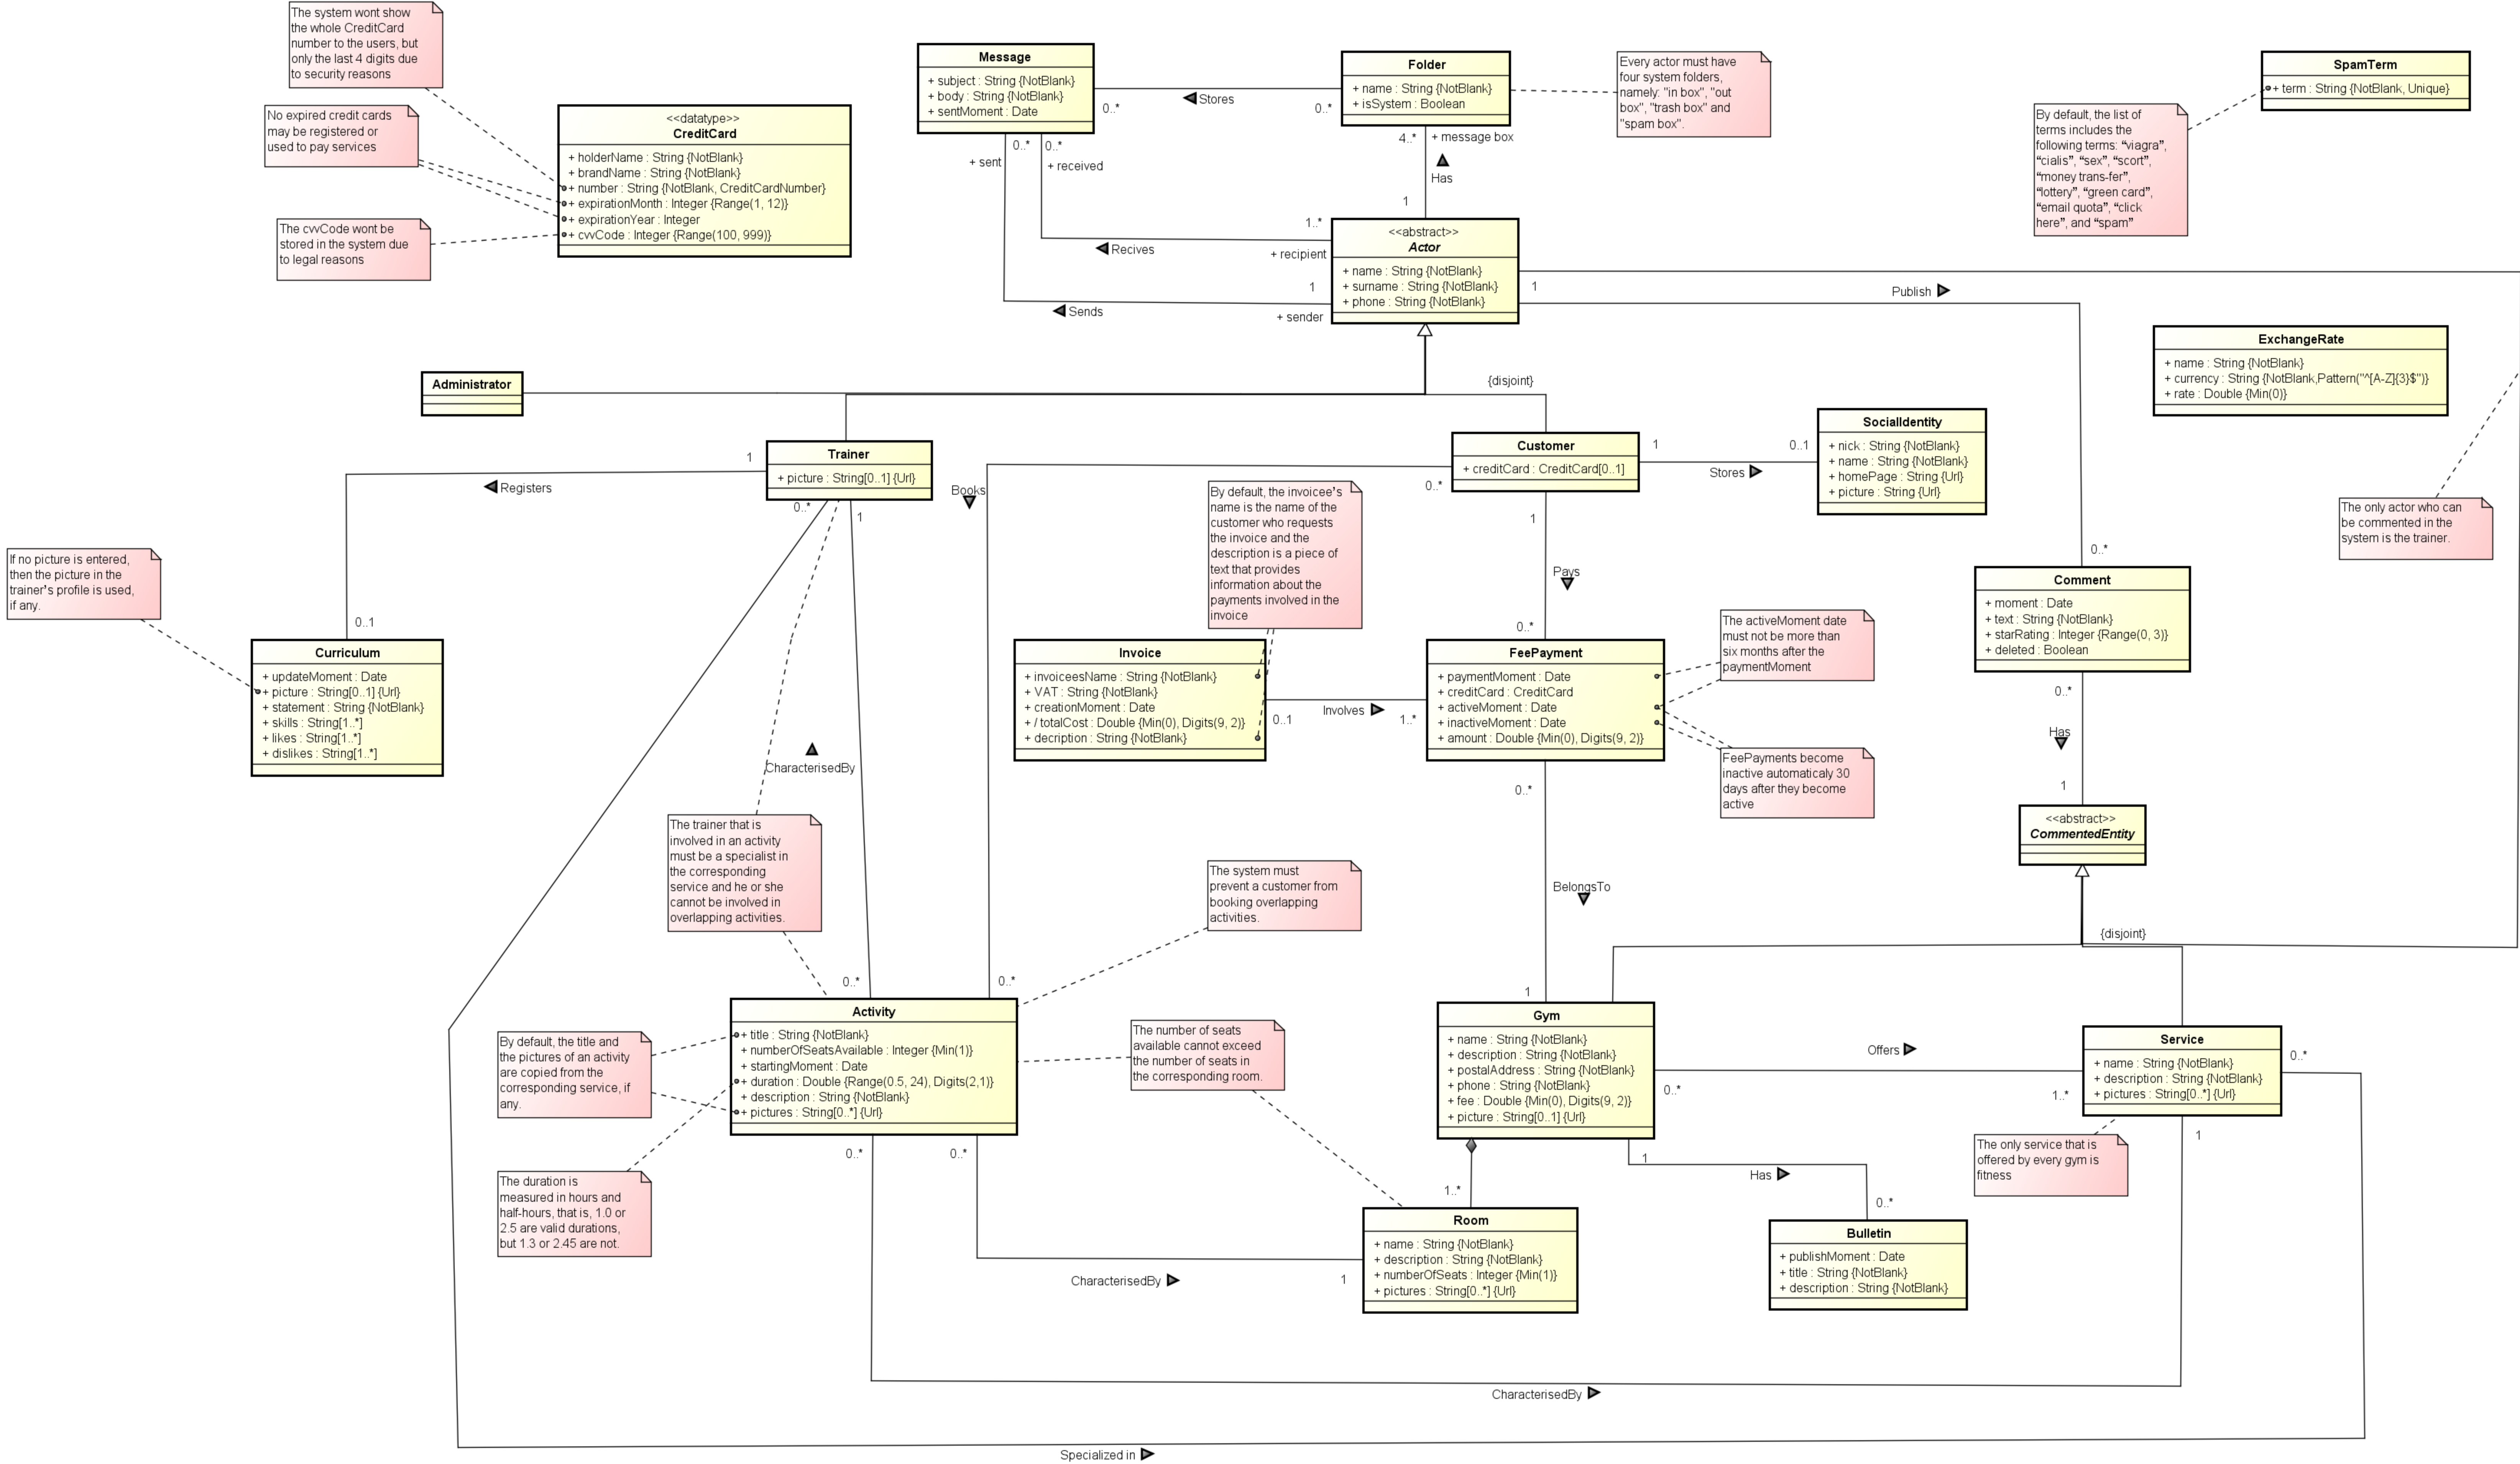 The system wont show
the whole CreditCard
number to the users, but
only the last 4 digits due
to security reasons
No expired credit cards
may be registered or
used to pay services
The cvvCode wont be
stored in the system due
to legal reasons
<<datatype>>
CreditCard
+ holderName : String {NotBlank}
+ brandName : String {NotBlank}
+ number : String {NotBlank, CreditCardNumber}
+ expirationMonth : Integer {Range(1, 12)}
+ expirationYear : Integer
+ cvvCode : Integer {Range(100, 999)}
Message
+ subject : String {NotBlank}
+ body : String {NotBlank}
+ sentMoment : Date
0..*
Stores
0..*
Folder
+ name : String {NotBlank}
+ isSystem : Boolean
Every actor must have
four system folders,
namely: "in box", "out
box", "trash box" and
"spam box".
SpamTerm
+ term : String {NotBlank, Unique}
By default, the list of
terms includes the
following terms: “viagra”,
“cialis”, “sex”, “scort”,
“money trans-fer”,
“lottery”, “green card”,
“email quota”, “click
here”, and “spam”
4..*
+ message box
Has
1
0..*
0..*
+ sent
+ received
1..*
Recives
+ recipient
1
Sends
+ sender
<<abstract>>
Actor
+ name : String {NotBlank}
+ surname : String {NotBlank}
+ phone : String {NotBlank}
1
Publish
ExchangeRate
+ name : String {NotBlank}
+ currency : String {NotBlank,Pattern("^[A-Z]{3}$")}
+ rate : Double {Min(0)}
Administrator
{disjoint}
Trainer
+ picture : String[0..1] {Url}
1
Registers
0..*
1
Books
Customer
+ creditCard : CreditCard[0..1]
0..*
1
0..1
Stores
SocialIdentity
+ nick : String {NotBlank}
+ name : String {NotBlank}
+ homePage : String {Url}
+ picture : String {Url}
The only actor who can
be commented in the
system is the trainer.
By default, the invoicee's
name is the name of the
customer who requests
the invoice and the
description is a piece of
text that provides
information about the
payments involved in the
invoice
1
Pays
0..*
0..*
If no picture is entered,
then the picture in the
trainer's profile is used,
if any.
0..1
Curriculum
+ updateMoment : Date
+ picture : String[0..1] {Url}
+ statement : String {NotBlank}
+ skills : String[1..*]
+ likes : String[1..*]
+ dislikes : String[1..*]
Invoice
+ invoiceesName : String {NotBlank}
+ VAT : String {NotBlank}
+ creationMoment : Date
+ / totalCost : Double {Min(0), Digits(9, 2)}
+ decription : String {NotBlank}
0..1
Involves
1..*
FeePayment
+ paymentMoment : Date
+ creditCard : CreditCard
+ activeMoment : Date
+ inactiveMoment : Date
+ amount : Double {Min(0), Digits(9, 2)}
The activeMoment date
must not be more than
six months after the
paymentMoment
FeePayments become
inactive automaticaly 30
days after they become
active
Comment
+ moment : Date
+ text : String {NotBlank}
+ starRating : Integer {Range(0, 3)}
+ deleted : Boolean
0..*
Has
1
<<abstract>>
CommentedEntity
{disjoint}
CharacterisedBy
The trainer that is
involved in an activity
must be a specialist in
the corresponding
service and he or she
cannot be involved in
overlapping activities.
The system must
prevent a customer from
booking overlapping
activities.
0..*
BelongsTo
1
0..*
0..*
Activity
+ title : String {NotBlank}
+ numberOfSeatsAvailable : Integer {Min(1)}
+ startingMoment : Date
+ duration : Double {Range(0.5, 24), Digits(2,1)}
+ description : String {NotBlank}
+ pictures : String[0..*] {Url}
By default, the title and
the pictures of an activity
are copied from the
corresponding service, if
any.
The duration is
measured in hours and
half-hours, that is, 1.0 or
2.5 are valid durations,
but 1.3 or 2.45 are not.
The number of seats
available cannot exceed
the number of seats in
the corresponding room.
Gym
+ name : String {NotBlank}
+ description : String {NotBlank}
+ postalAddress : String {NotBlank}
+ phone : String {NotBlank}
+ fee : Double {Min(0), Digits(9, 2)}
+ picture : String[0..1] {Url}
0..*
Offers
1..*
Service
+ name : String {NotBlank}
+ description : String {NotBlank}
+ pictures : String[0..*] {Url}
0..*
1
The only service that is
offered by every gym is
fitness
1
Has
0..*
Bulletin
+ publishMoment : Date
+ title : String {NotBlank}
+ description : String {NotBlank}
1..*
Room
+ name : String {NotBlank}
+ description : String {NotBlank}
+ numberOfSeats : Integer {Min(1)}
+ pictures : String[0..*] {Url}
0..*
0..*
CharacterisedBy
1
CharacterisedBy
Specialized in